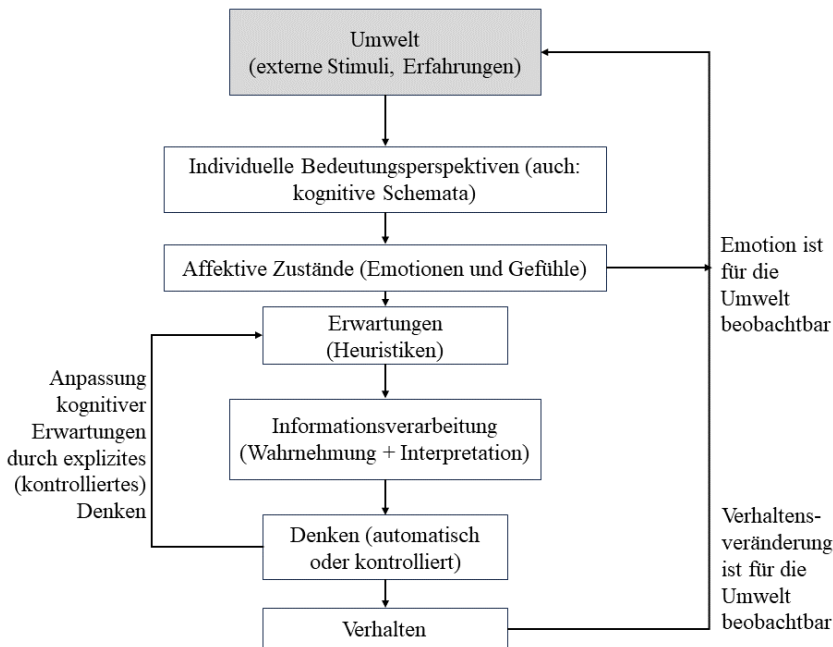 Umwelt
(externe Stimuli, Erfahrungen)
Individuelle Bedeutungsperspektiven (auch:
kognitive Schemata)
Affektive Zustände (Emotionen und Gefühle)
Emotion ist
für die
Umwelt
beobachtbar
Erwartungen
(Heuristiken)
Anpassung
kognitiver
Erwartungen
durch explizites
(kontrolliertes)
Denken
Informationsverarbeitung
(Wahrnehmung + Interpretation)
Denken (automatisch
oder kontrolliert)
Verhaltens-
veränderung
ist für die
Umwelt
beobachtbar
Verhalten